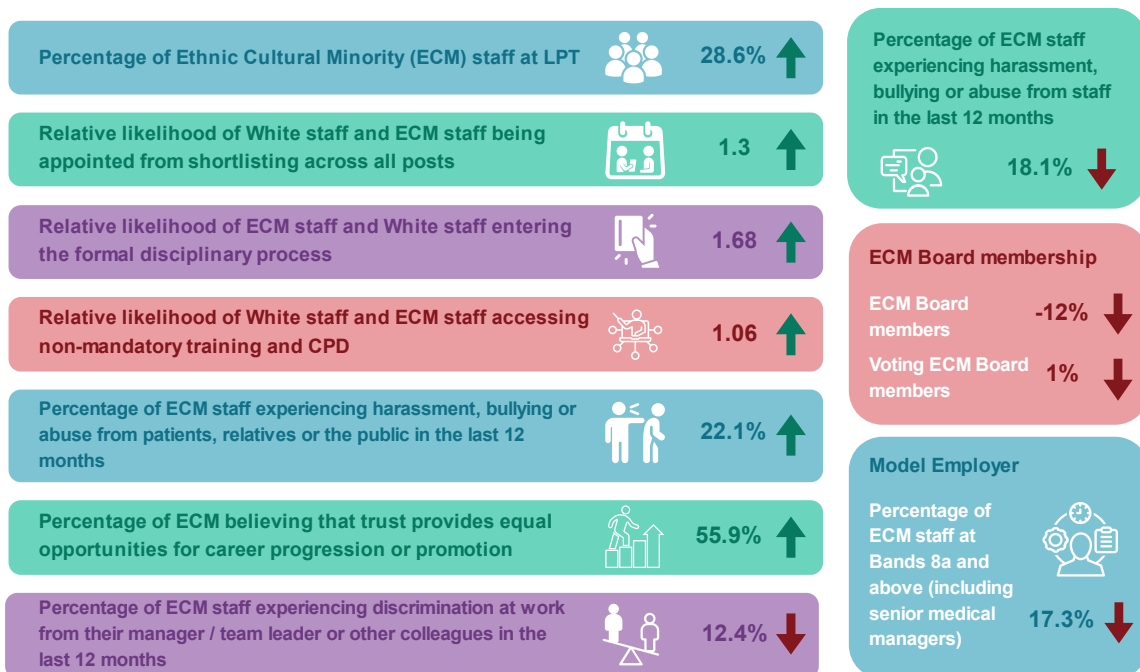 Percentage of Ethnic Cultural Minority (ECM) staff at LPT
28.6%
Relative likelihood of White staff and ECM staff being
appointed from shortlisting across all posts
1.3
Relative likelihood of ECM staff and White staff entering
the formal disciplinary process
1.68
Relative likelihood of White staff and ECM staff accessing
non-mandatory training and CPD
1.06
Percentage of ECM staff experiencing harassment, bullying or
abuse from patients, relatives or the public in the last 12
months
22.1%
Percentage of ECM believing that trust provides equal
opportunities for career progression or promotion
55.9%
Percentage of ECM staff experiencing discrimination at work
from their manager / team leader or other colleagues in the
last 12 months
12.4%
Percentage of ECM staff
experiencing harassment,
bullying or abuse from staff
in the last 12 months
18.1%
ECM Board membership
ECM Board
members
-12%
Voting ECM Board
members
1%
Model Employer
Percentage of
ECM staff at
Bands 8a and
above (including
senior medical
managers)
17.3%